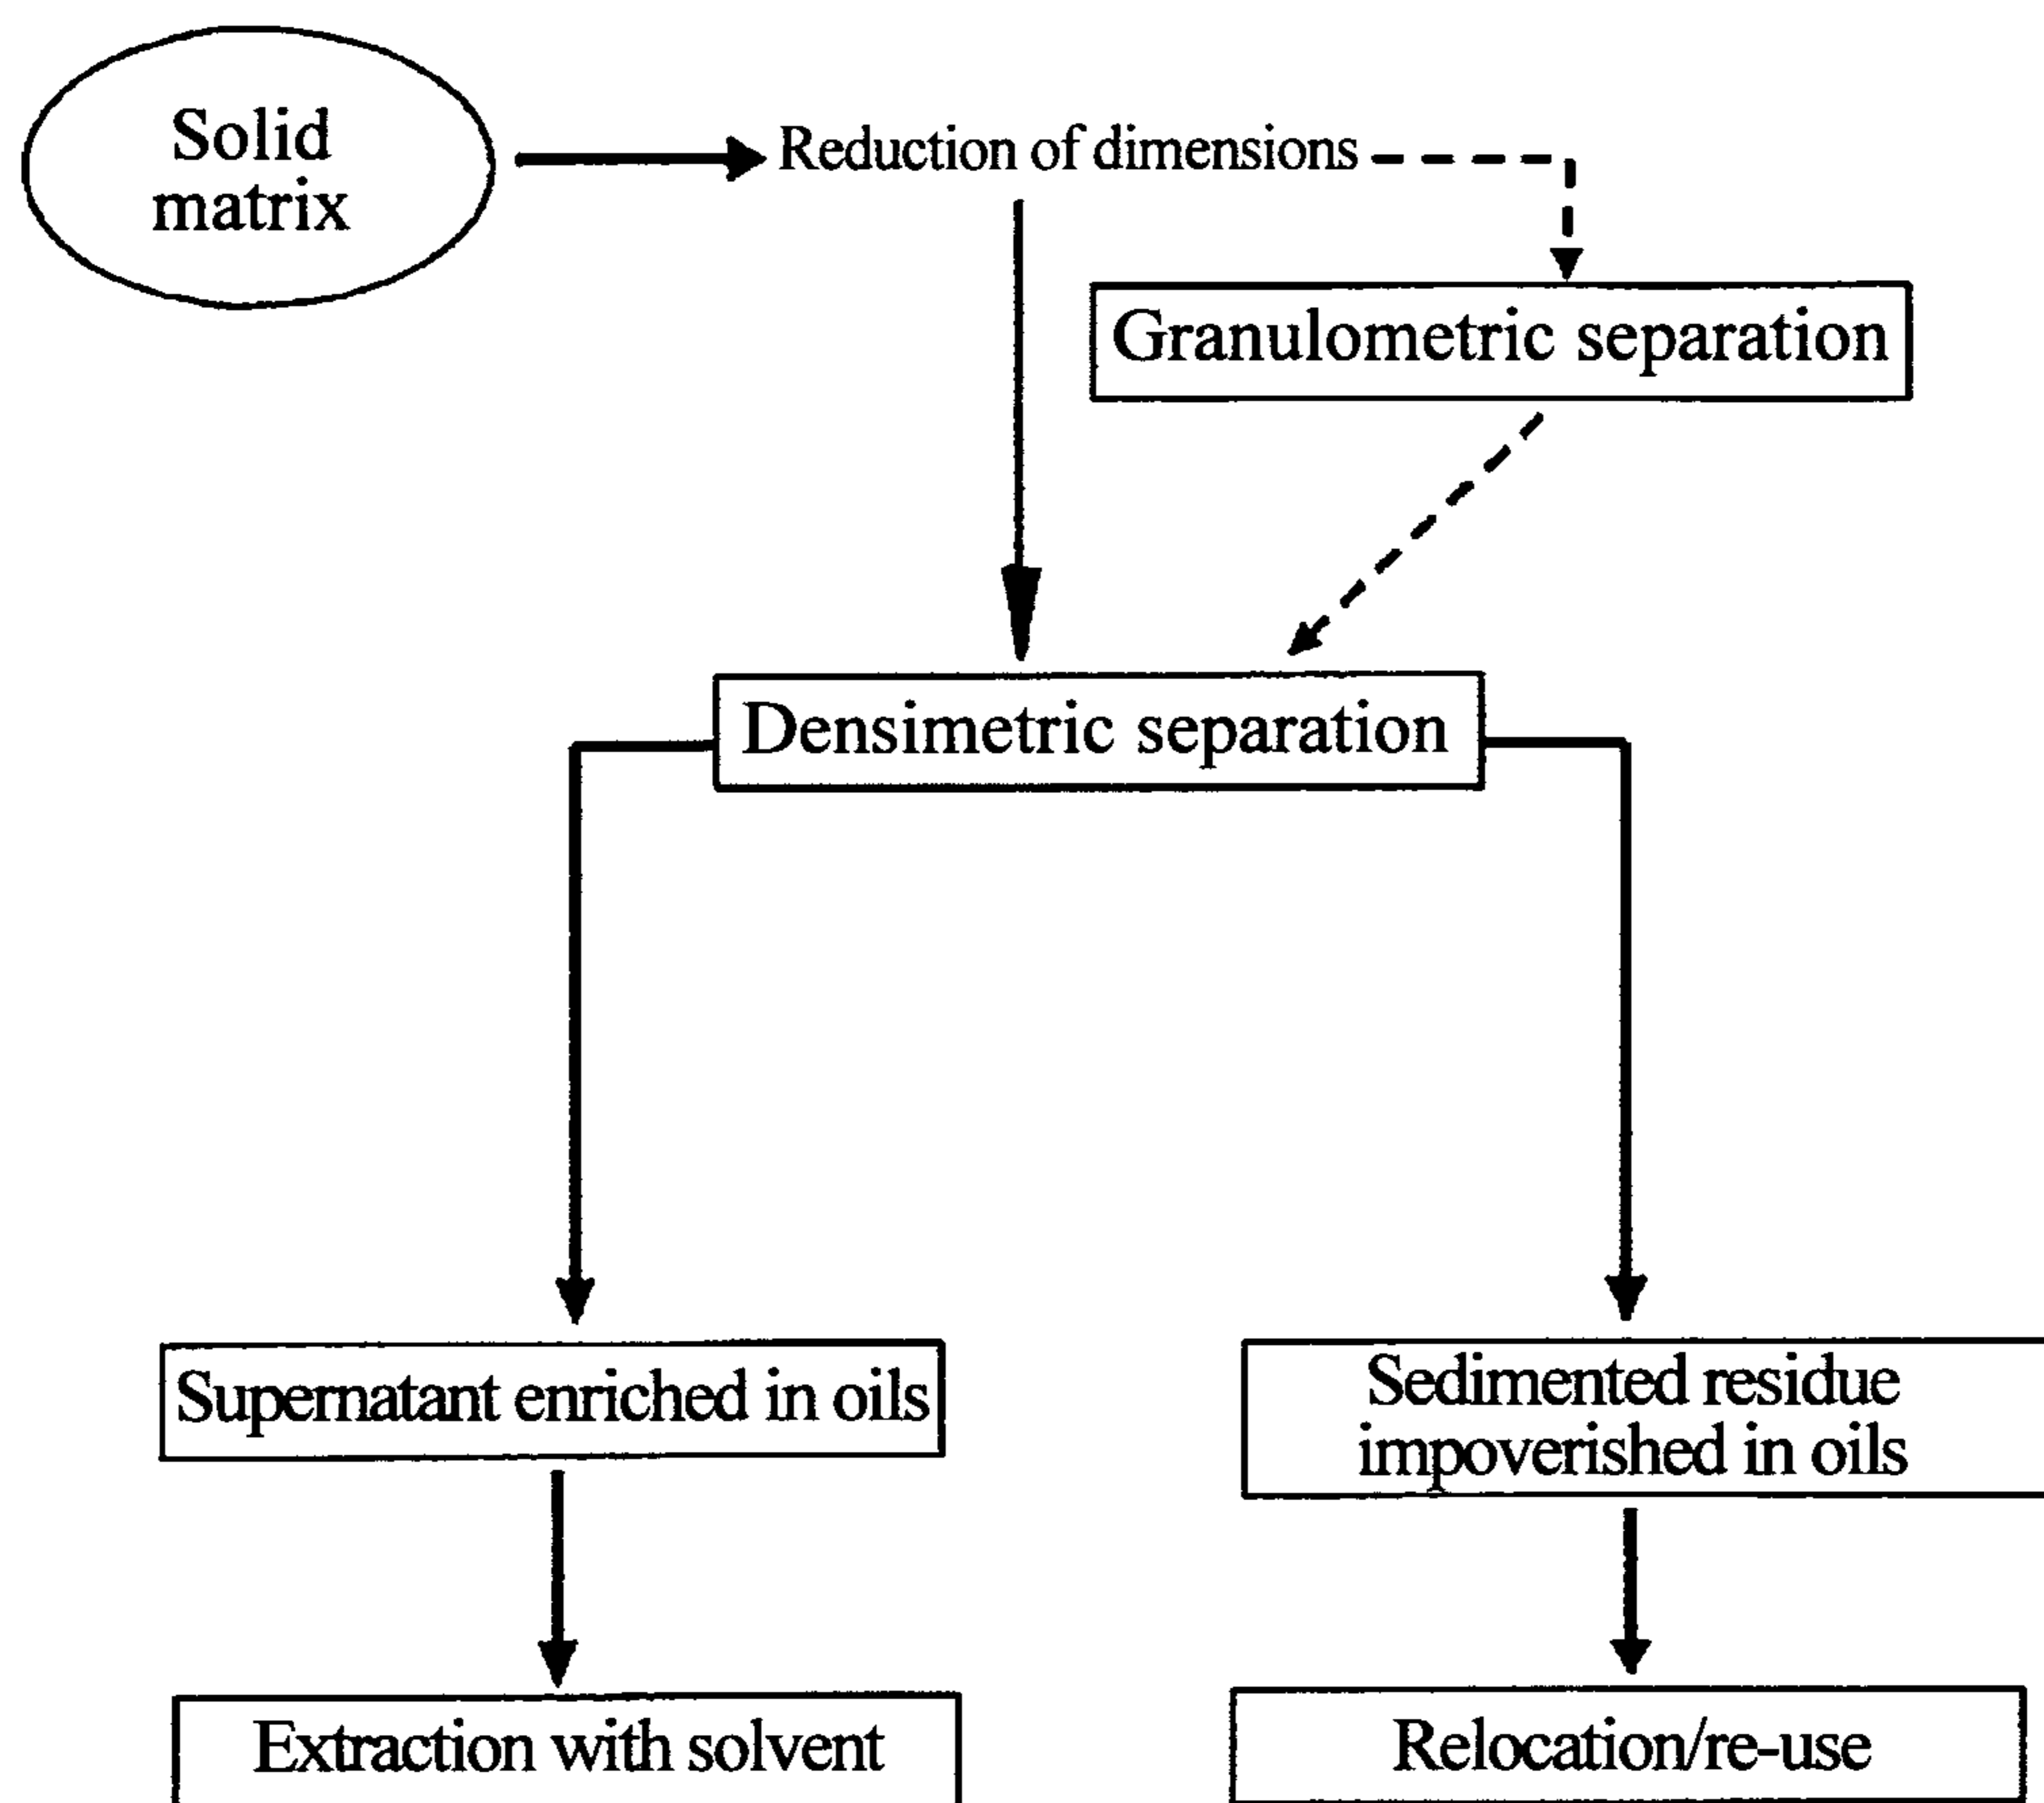 Solid
matrix
Reduction of dimensions
Granulometric separation
Densimetric separation
Supernatant enriched in oils
Sedimented residue
impoverished in oils
Extraction with solvent
Relocation/re-use